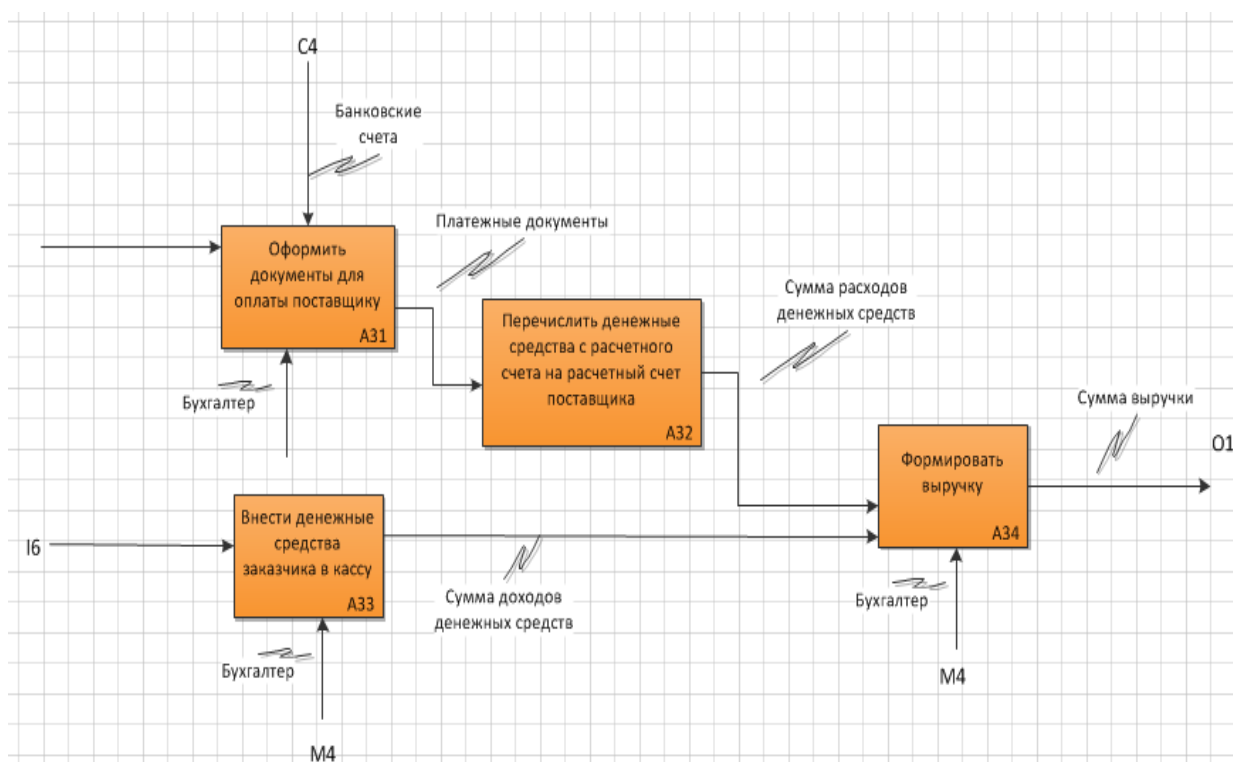 C4
Банковские
счета
Оформить
документы для
оплаты поставщику
A31
Платежные документы
Бухгалтер
Перечислить денежные
средства с расчетного
счета на расчетный счет
поставщика
A32
Сумма расходов
денежных средств
Сумма выручки
O1
Формировать
выручку
A34
I6
Внести денежные
средства
заказчика в кассу
A33
Сумма доходов
денежных средств
Бухгалтер
M4
Бухгалтер
M4